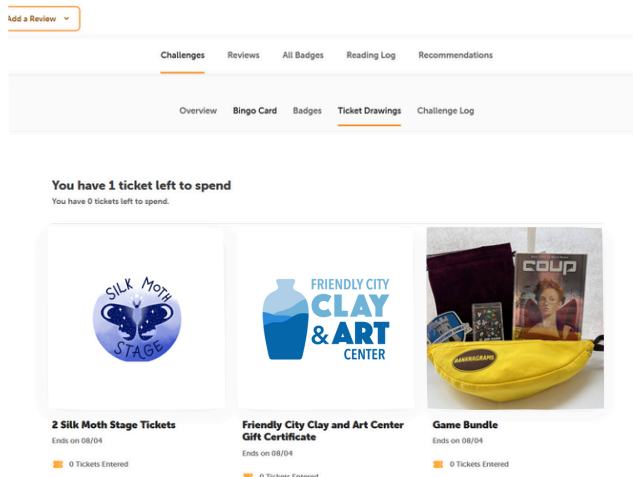 Add a Review
Challenges Reviews All Badges Reading Log Recommendations
Overview Bingo Card Badges Ticket Drawings Challenge Log
You have 1 ticket left to spend
You have 0 tickets left to spend.
SILK MOTH
STAGE
FRIENDLY CITY
CLAY
& ART
CENTER
COUP
BANANAGRAMS
2 Silk Moth Stage Tickets
Ends on 08/04
0 Tickets Entered
Friendly City Clay and Art Center
Gift Certificate
Ends on 08/04
0 Tickets Entered
Game Bundle
Ends on 08/04
0 Tickets Entered